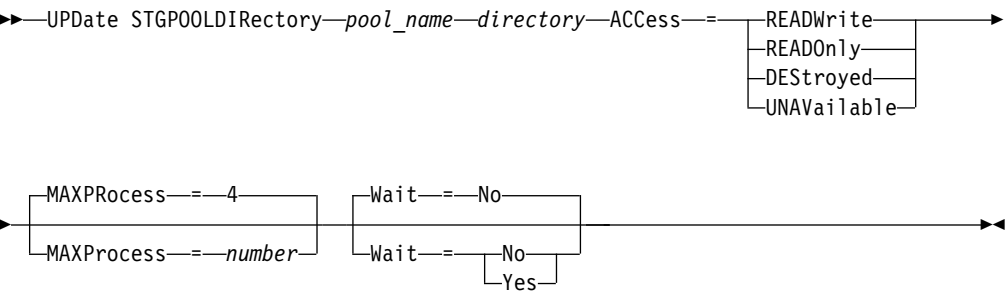 UPDate STGPOOLDIRectory pool_name directory ACCess = READWrite
READOnly
DEStroyed
UNAVailable
MAXPRocess = 4 Wait = No
MAXProcess = number Wait = No
Yes